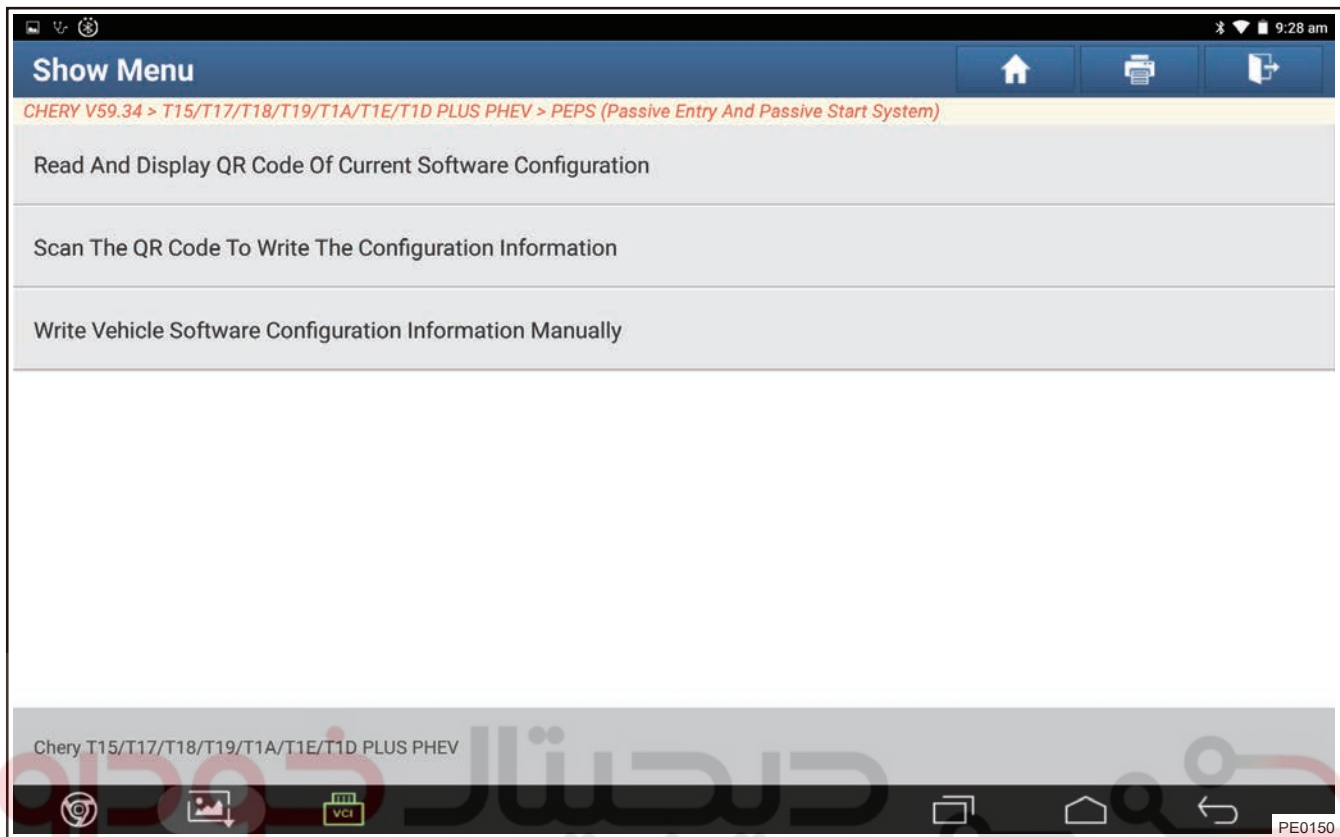 9:28 am
Show Menu
CHERY V59.34 > T15/T17/T18/T19/T1A/T1E/T1D PLUS PHEV > PEPS (Passive Entry And Passive Start System)
Read And Display QR Code Of Current Software Configuration
Scan The QR Code To Write The Configuration Information
Write Vehicle Software Configuration Information Manually
Chery T15/T17/T18/T19/T1A/T1E/T1D PLUS PHEV
دیجیتال خودرو
VCI
PE0150